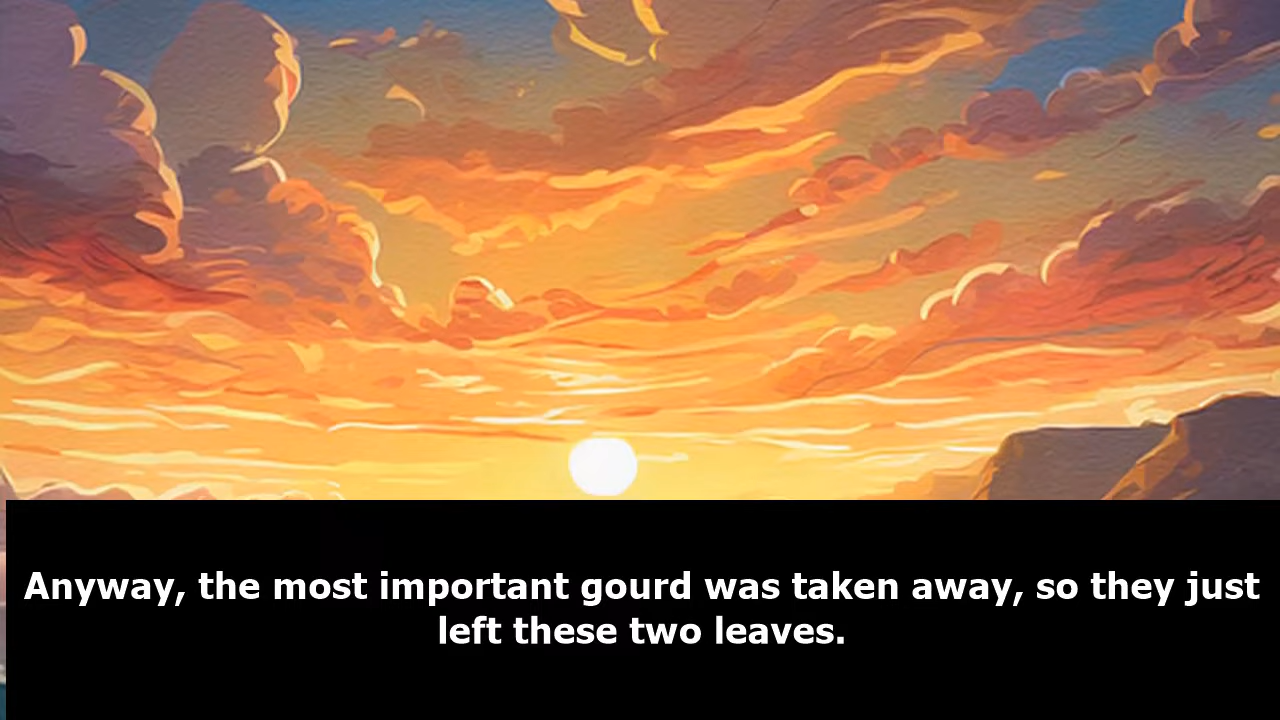 Anyway, the most important gourd was taken away, so they just
left these two leaves.